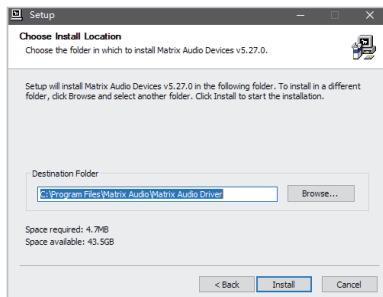 Setup
Choose Install Location
Choose the folder in which to install Matrix Audio Devices v5.27.0.
Setup will install Matrix Audio Devices v5.27.0 in the following folder. To install in a different
folder, click Browse and select another folder. Click Install to start the installation.
Destination Folder
C:\Program Files\Matrix Audio\Matrix Audio Driver
Browse...
Space required: 4.7MB
Space available: 43.5GB
< Back
Install
Cancel